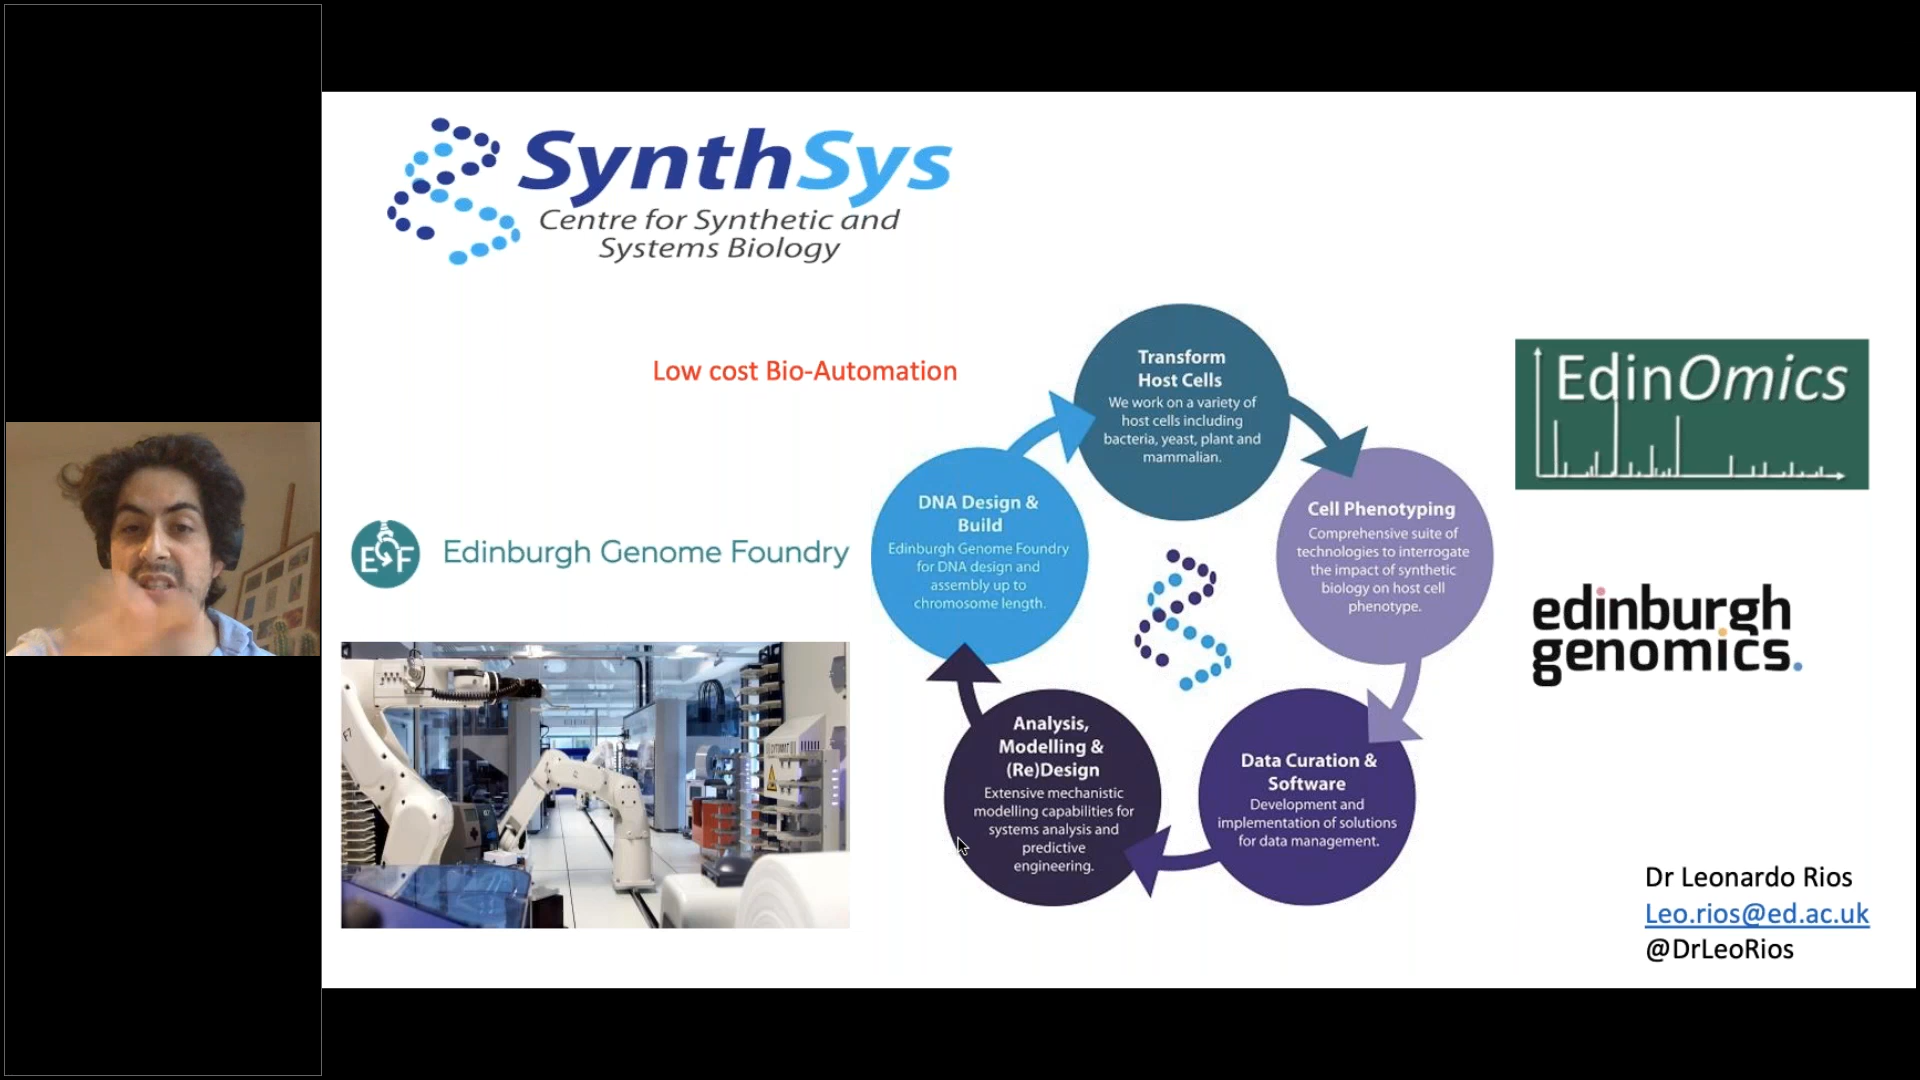 SynthSys
Centre for Synthetic and
Systems Biology
Low cost Bio-Automation
EGF
Edinburgh Genome Foundry
Transform
Host Cells
We work on a variety of
host cells including
bacteria, yeast, plant and
mammalian.
DNA Design &
Build
Edinburgh Genome Foundry
for DNA design and
assembly up to
chromosome length.
Cell Phenotyping
Comprehensive suite of
technologies to interrogate
the impact of synthetic
biology on host cell
phenotype.
Analysis,
Modelling &
(Re)Design
Extensive mechanistic
modelling capabilities for
systems analysis and
predictive
engineering.
Data Curation &
Software
Development and
implementation of solutions
for data management.
EdinOmics
edinburgh
genomics.
Dr Leonardo Rios
Leo.rios@ed.ac.uk
@DrLeoRios